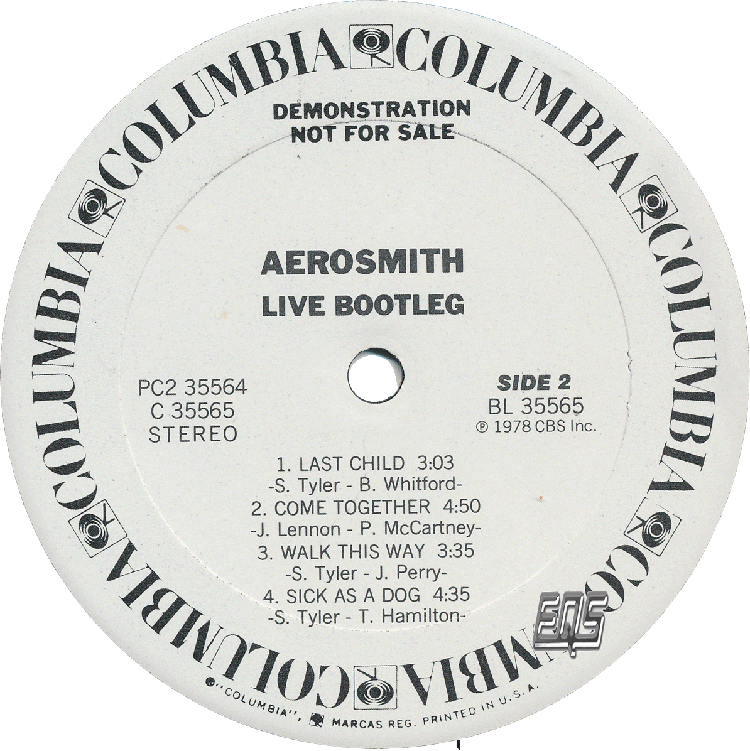 COLUMBIA COLUMBIA COLUMBIA COLUMBIA COLUMBIA COLUMBIA COLUMBIA COLUMBIA
DEMONSTRATION
NOT FOR SALE
AEROSMITH
LIVE BOOTLEG
PC2 35564
C 35565
STEREO
SIDE 2
BL 35565
℗ 1978 CBS Inc.
1. LAST CHILD 3:03
-S. Tyler - B. Whitford-
2. COME TOGETHER 4:50
-J. Lennon - P. McCartney-
3. WALK THIS WAY 3:35
-S. Tyler - J. Perry-
4. SICK AS A DOG 4:35
-S. Tyler - T. Hamilton-
"COLUMBIA", MARCAS REG. PRINTED IN U.S.A.